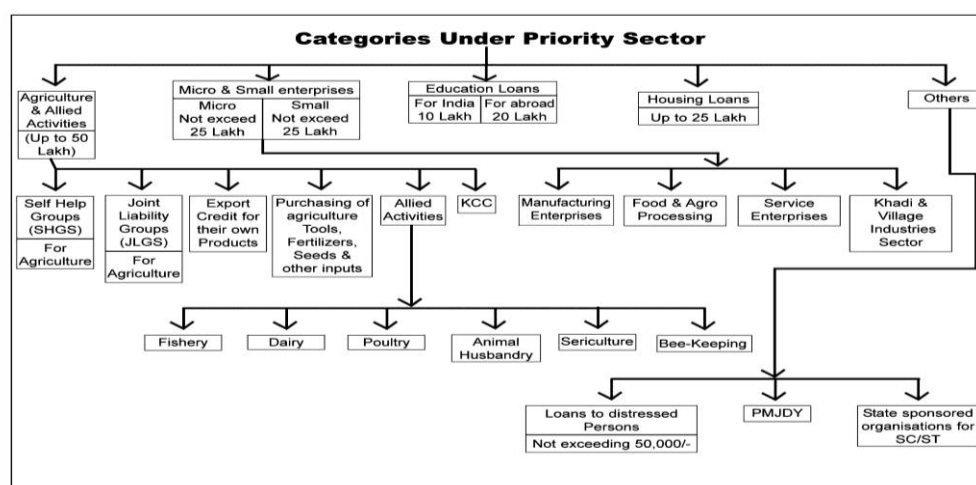 Categories Under Priority Sector
Agriculture
& Allied
Activities
(Up to 50
Lakh)
Micro & Small enterprises
Micro
Not exceed
25 Lakh
Small
Not exceed
25 Lakh
Education Loans
For India
10 Lakh
For abroad
20 Lakh
Housing Loans
Up to 25 Lakh
Others
Self Help
Groups
(SHGS)
For
Agriculture
Joint
Liability
Groups
(JLGS)
For
Agriculture
Export
Credit for
their own
Products
Purchasing of
agriculture
Tools,
Fertilizers,
Seeds &
other inputs
Allied
Activities
KCC
Manufacturing
Enterprises
Food & Agro
Processing
Service
Enterprises
Khadi &
Village
Industries
Sector
Fishery
Dairy
Poultry
Animal
Husbandry
Sericulture
Bee-Keeping
Loans to distressed
Persons
Not exceeding 50,000/-
PMJDY
State sponsored
organisations for
SC/ST